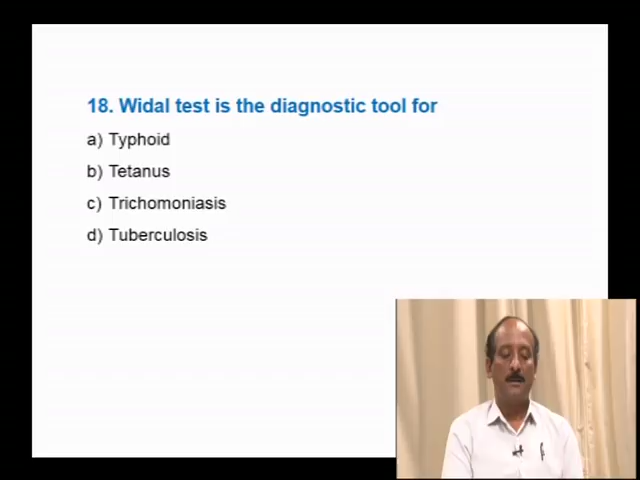 18. Widal test is the diagnostic tool for
a) Typhoid
b) Tetanus
c) Trichomoniasis
d) Tuberculosis